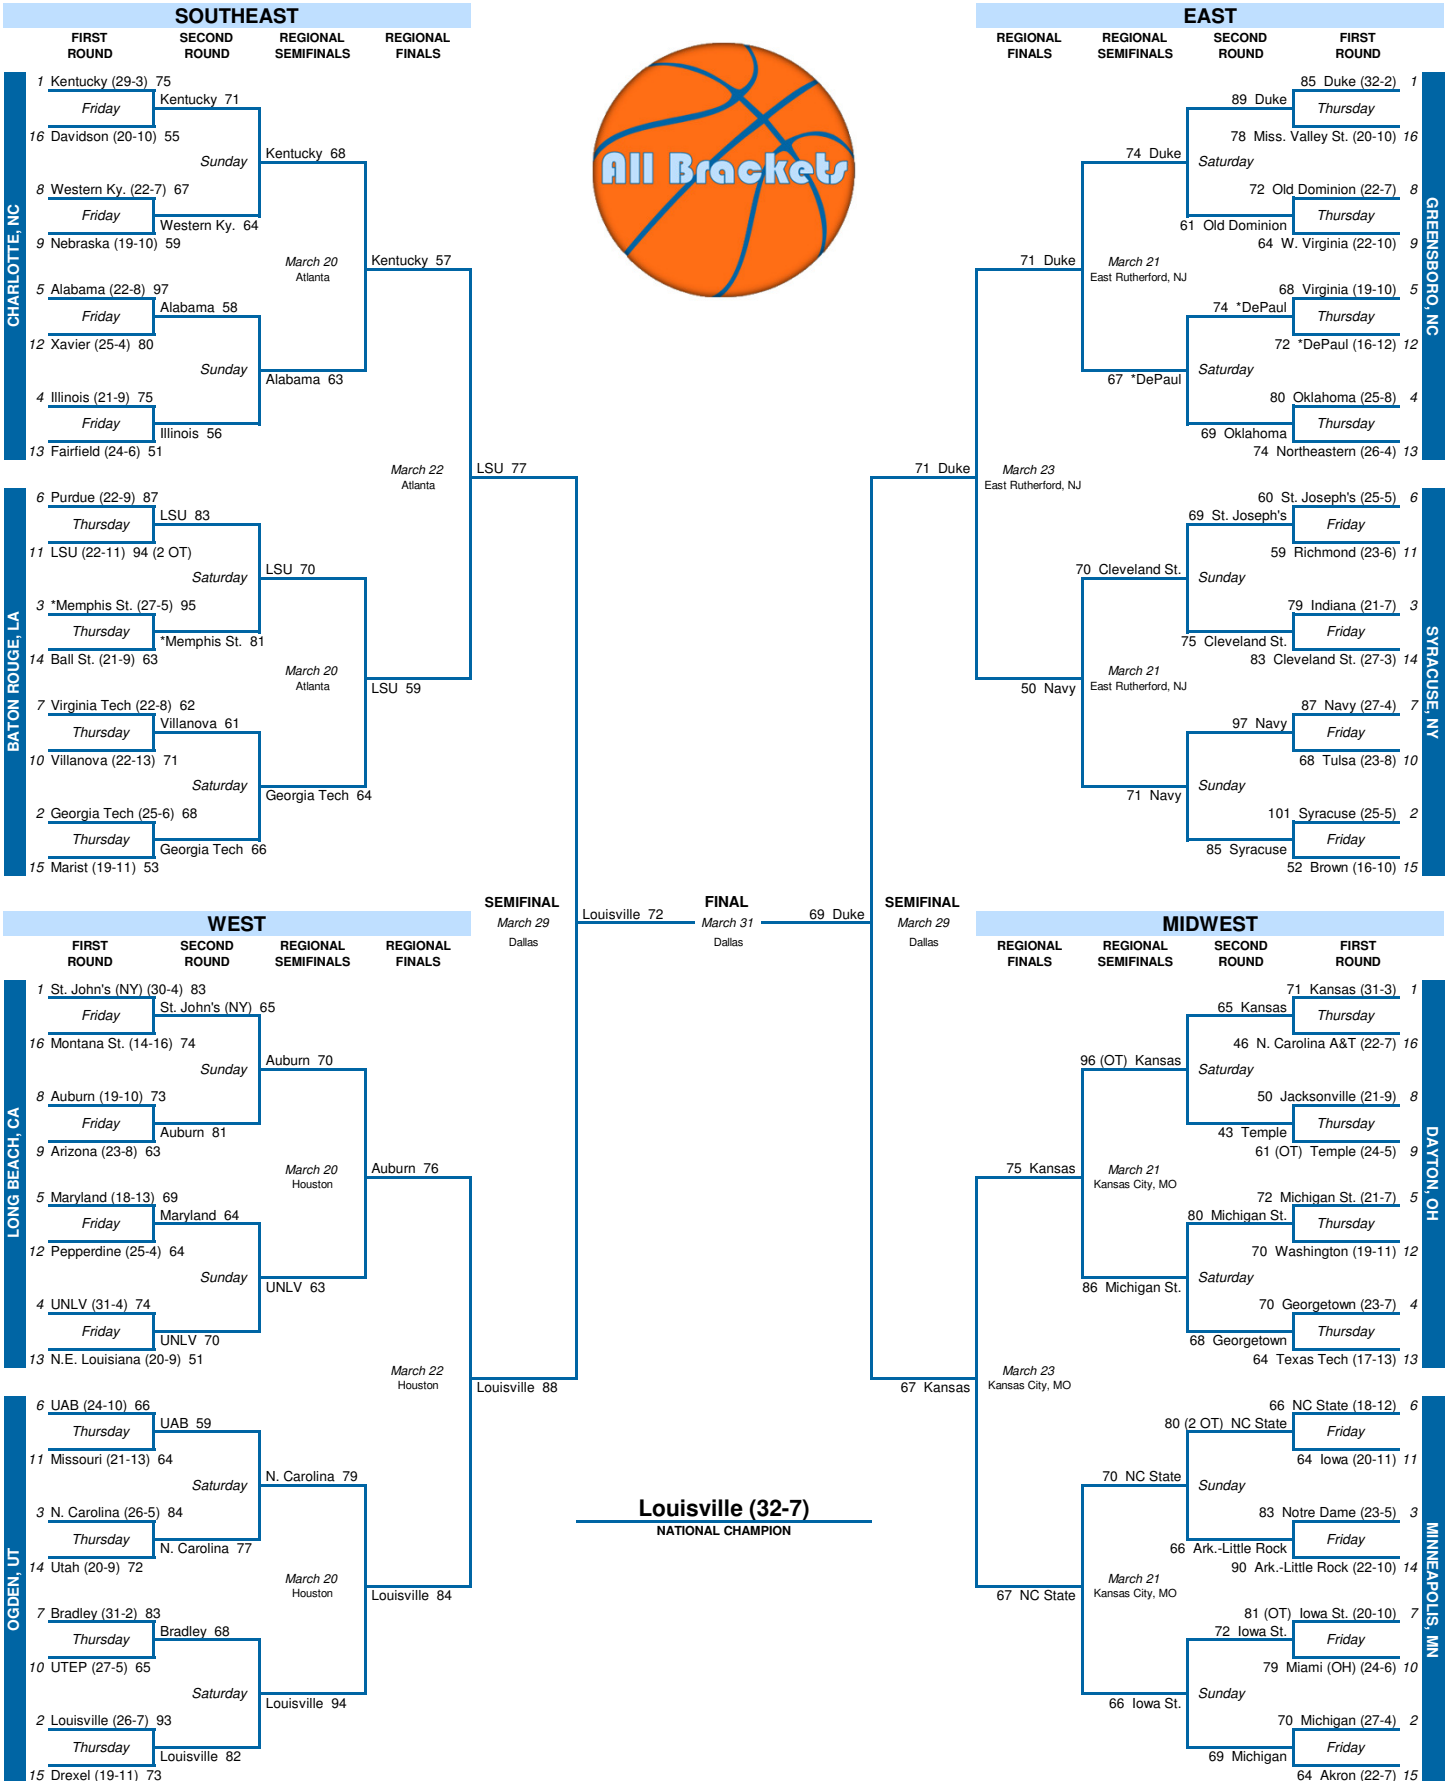 SOUTHEAST
FIRST ROUND
SECOND ROUND
REGIONAL SEMIFINALS
REGIONAL FINALS
CHARLOTTE, NC
1 Kentucky (29-3) 75
Friday
Kentucky 71
16 Davidson (20-10) 55
Sunday
Kentucky 68
8 Western Ky. (22-7) 67
Friday
Western Ky. 64
9 Nebraska (19-10) 59
March 20
Atlanta
Kentucky 57
5 Alabama (22-8) 97
Friday
Alabama 58
12 Xavier (25-4) 80
Sunday
Alabama 63
4 Illinois (21-9) 75
Friday
Illinois 56
13 Fairfield (24-6) 51
March 22
Atlanta
LSU 77
BATON ROUGE, LA
6 Purdue (22-9) 87
Thursday
LSU 83
11 LSU (22-11) 94 (2 OT)
Saturday
LSU 70
3 *Memphis St. (27-5) 95
Thursday
*Memphis St. 81
14 Ball St. (21-9) 63
March 20
Atlanta
LSU 59
7 Virginia Tech (22-8) 62
Thursday
Villanova 61
10 Villanova (22-13) 71
Saturday
Georgia Tech 64
2 Georgia Tech (25-6) 68
Thursday
Georgia Tech 66
15 Marist (19-11) 53
All Brackets
EAST
REGIONAL FINALS
REGIONAL SEMIFINALS
SECOND ROUND
FIRST ROUND
GREENSBORO, NC
85 Duke (32-2) 1
89 Duke
Thursday
78 Miss. Valley St. (20-10) 16
74 Duke
Saturday
72 Old Dominion (22-7) 8
Thursday
61 Old Dominion
64 W. Virginia (22-10) 9
71 Duke
March 21
East Rutherford, NJ
68 Virginia (19-10) 5
74 *DePaul
Thursday
72 *DePaul (16-12) 12
67 *DePaul
Saturday
80 Oklahoma (25-8) 4
Thursday
69 Oklahoma
74 Northeastern (26-4) 13
71 Duke
March 23
East Rutherford, NJ
SYRACUSE, NY
60 St. Joseph's (25-5) 6
69 St. Joseph's
Friday
59 Richmond (23-6) 11
70 Cleveland St.
Sunday
79 Indiana (21-7) 3
Friday
75 Cleveland St.
83 Cleveland St. (27-3) 14
50 Navy
March 21
East Rutherford, NJ
87 Navy (27-4) 7
97 Navy
Friday
68 Tulsa (23-8) 10
71 Navy
Sunday
101 Syracuse (25-5) 2
Friday
85 Syracuse
52 Brown (16-10) 15
SEMIFINAL
March 29
Dallas
Louisville 72
FINAL
March 31
Dallas
69 Duke
SEMIFINAL
March 29
Dallas
WEST
FIRST ROUND
SECOND ROUND
REGIONAL SEMIFINALS
REGIONAL FINALS
LONG BEACH, CA
1 St. John's (NY) (30-4) 83
Friday
St. John's (NY) 65
16 Montana St. (14-16) 74
Sunday
Auburn 70
8 Auburn (19-10) 73
Friday
Auburn 81
9 Arizona (23-8) 63
March 20
Houston
Auburn 76
5 Maryland (18-13) 69
Friday
Maryland 64
12 Pepperdine (25-4) 64
Sunday
UNLV 63
4 UNLV (31-4) 74
Friday
UNLV 70
13 N.E. Louisiana (20-9) 51
March 22
Houston
Louisville 88
OGDEN, UT
6 UAB (24-10) 66
Thursday
UAB 59
11 Missouri (21-13) 64
Saturday
N. Carolina 79
3 N. Carolina (26-5) 84
Thursday
N. Carolina 77
14 Utah (20-9) 72
March 20
Houston
Louisville 84
7 Bradley (31-2) 83
Thursday
Bradley 68
10 UTEP (27-5) 65
Saturday
Louisville 94
2 Louisville (26-7) 93
Thursday
Louisville 82
15 Drexel (19-11) 73
Louisville (32-7)
NATIONAL CHAMPION
MIDWEST
REGIONAL FINALS
REGIONAL SEMIFINALS
SECOND ROUND
FIRST ROUND
DAYTON, OH
71 Kansas (31-3) 1
65 Kansas
Thursday
46 N. Carolina A&T (22-7) 16
96 (OT) Kansas
Saturday
50 Jacksonville (21-9) 8
Thursday
43 Temple
61 (OT) Temple (24-5) 9
75 Kansas
March 21
Kansas City, MO
72 Michigan St. (21-7) 5
80 Michigan St.
Thursday
70 Washington (19-11) 12
86 Michigan St.
Saturday
70 Georgetown (23-7) 4
Thursday
68 Georgetown
64 Texas Tech (17-13) 13
67 Kansas
March 23
Kansas City, MO
MINNEAPOLIS, MN
66 NC State (18-12) 6
80 (2 OT) NC State
Friday
64 Iowa (20-11) 11
70 NC State
Sunday
83 Notre Dame (23-5) 3
Friday
66 Ark.-Little Rock
90 Ark.-Little Rock (22-10) 14
67 NC State
March 21
Kansas City, MO
81 (OT) Iowa St. (20-10) 7
72 Iowa St.
Friday
79 Miami (OH) (24-6) 10
66 Iowa St.
Sunday
70 Michigan (27-4) 2
Friday
69 Michigan
64 Akron (22-7) 15